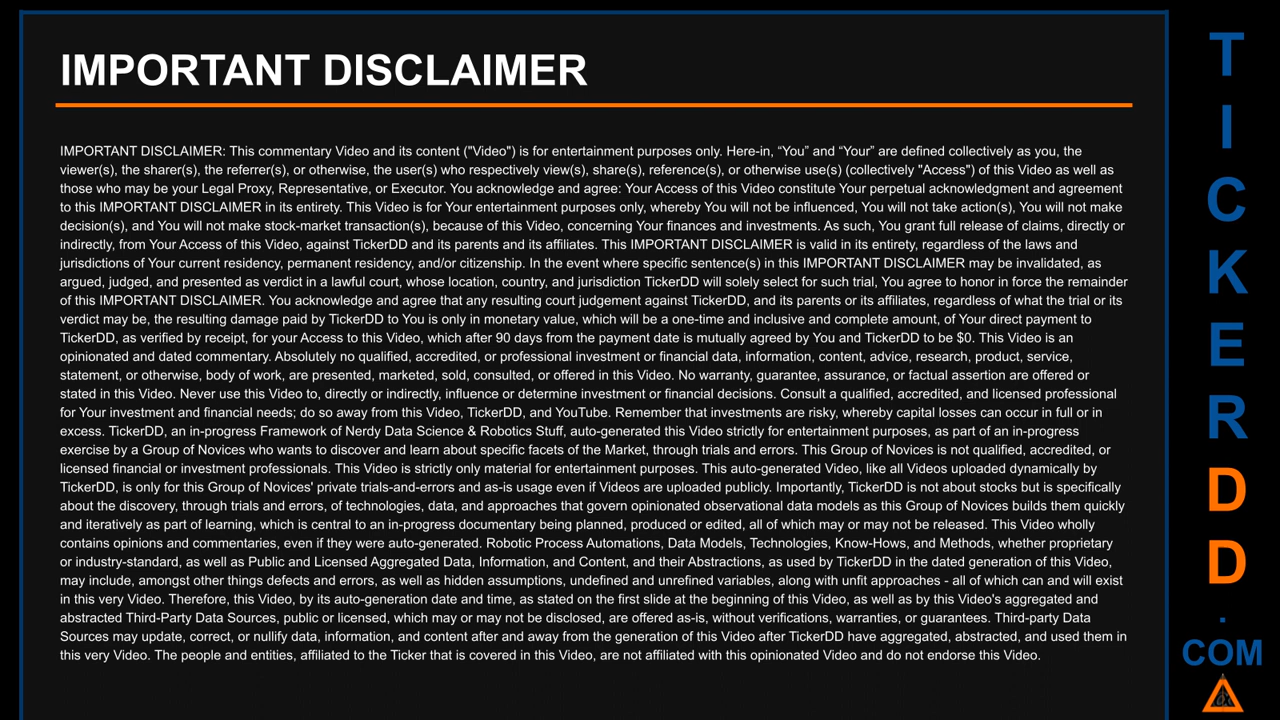 IMPORTANT DISCLAIMER
IMPORTANT DISCLAIMER: This commentary Video and its content ("Video") is for entertainment purposes only. Here-in, “You” and “Your” are defined collectively as you, the
viewer(s), the sharer(s), the referrer(s), or otherwise, the user(s) who respectively view(s), share(s), reference(s), or otherwise use(s) (collectively "Access") of this Video as well as
those who may be your Legal Proxy, Representative, or Executor. You acknowledge and agree: Your Access of this Video constitute Your perpetual acknowledgment and agreement
to this IMPORTANT DISCLAIMER in its entirety. This Video is for Your entertainment purposes only, whereby You will not be influenced, You will not take action(s), You will not make
decision(s), and You will not make stock-market transaction(s), because of this Video, concerning Your finances and investments. As such, You grant full release of claims, directly or
indirectly, from Your Access of this Video, against TickerDD and its parents and its affiliates. This IMPORTANT DISCLAIMER is valid in its entirety, regardless of the laws and
jurisdictions of Your current residency, permanent residency, and/or citizenship. In the event where specific sentence(s) in this IMPORTANT DISCLAIMER may be invalidated, as
argued, judged, and presented as verdict in a lawful court, whose location, country, and jurisdiction TickerDD will solely select for such trial, You agree to honor in force the remainder
of this IMPORTANT DISCLAIMER. You acknowledge and agree that any resulting court judgement against TickerDD, and its parents or its affiliates, regardless of what the trial or its
verdict may be, the resulting damage paid by TickerDD to You is only in monetary value, which will be a one-time and inclusive and complete amount, of Your direct payment to
TickerDD, as verified by receipt, for your Access to this Video, which after 90 days from the payment date is mutually agreed by You and TickerDD to be $0. This Video is an
opinionated and dated commentary. Absolutely no qualified, accredited, or professional investment or financial data, information, content, advice, research, product, service,
statement, or otherwise, body of work, are presented, marketed, sold, consulted, or offered in this Video. No warranty, guarantee, assurance, or factual assertion are offered or
stated in this Video. Never use this Video to, directly or indirectly, influence or determine investment or financial decisions. Consult a qualified, accredited, and licensed professional
for Your investment and financial needs; do so away from this Video, TickerDD, and YouTube. Remember that investments are risky, whereby capital losses can occur in full or in
excess. TickerDD, an in-progress Framework of Nerdy Data Science & Robotics Stuff, auto-generated this Video strictly for entertainment purposes, as part of an in-progress
exercise by a Group of Novices who wants to discover and learn about specific facets of the Market, through trials and errors. This Group of Novices is not qualified, accredited, or
licensed financial or investment professionals. This Video is strictly only material for entertainment purposes. This auto-generated Video, like all Videos uploaded dynamically by
TickerDD, is only for this Group of Novices' private trials-and-errors and as-is usage even if Videos are uploaded publicly. Importantly, TickerDD is not about stocks but is specifically
about the discovery, through trials and errors, of technologies, data, and approaches that govern opinionated observational data models as this Group of Novices builds them quickly
and iteratively as part of learning, which is central to an in-progress documentary being planned, produced or edited, all of which may or may not be released. This Video wholly
contains opinions and commentaries, even if they were auto-generated. Robotic Process Automations, Data Models, Technologies, Know-Hows, and Methods, whether proprietary
or industry-standard, as well as Public and Licensed Aggregated Data, Information, and Content, and their Abstractions, as used by TickerDD in the dated generation of this Video,
may include, amongst other things defects and errors, as well as hidden assumptions, undefined and unrefined variables, along with unfit approaches - all of which can and will exist
in this very Video. Therefore, this Video, by its auto-generation date and time, as stated on the first slide at the beginning of this Video, as well as by this Video's aggregated and
abstracted Third-Party Data Sources, public or licensed, which may or may not be disclosed, are offered as-is, without verifications, warranties, or guarantees. Third-party Data
Sources may update, correct, or nullify data, information, and content after and away from the generation of this Video after TickerDD have aggregated, abstracted, and used them in
this very Video. The people and entities, affiliated to the Ticker that is covered in this Video, are not affiliated with this opinionated Video and do not endorse this Video.
T
I
C
K
E
R
D
D
.
COM